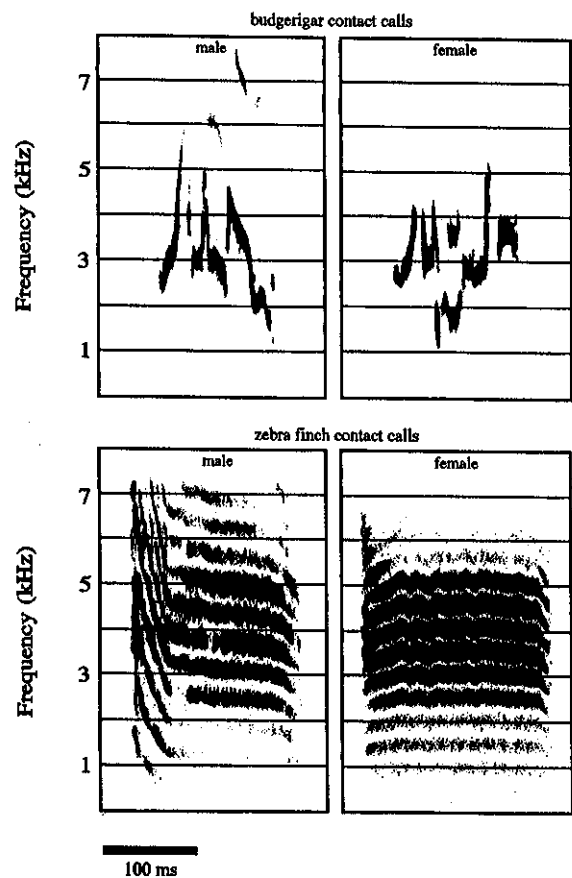 budgerigar contact calls
male
female
Frequency (kHz)
7
5
3
1
zebra finch contact calls
male
female
Frequency (kHz)
7
5
3
1
100 ms